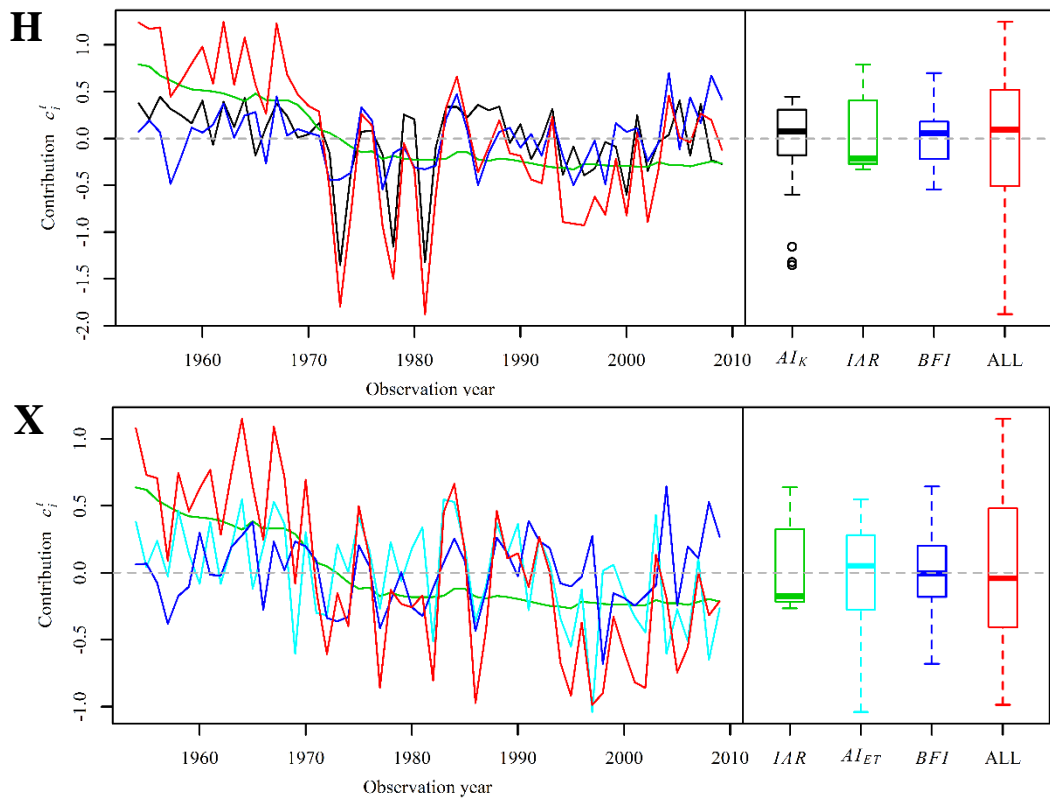 H
Contribution c_i^t
1.0
0.5
0.0
-0.5
-1.0
-1.5
-2.0
1960 1970 1980 1990 2000 2010
Observation year
AI_K IΛR BFI ALL
X
Contribution c_i^t
1.0
0.5
0.0
-0.5
-1.0
1960 1970 1980 1990 2000 2010
Observation year
IΛR AI_ET BFI ALL